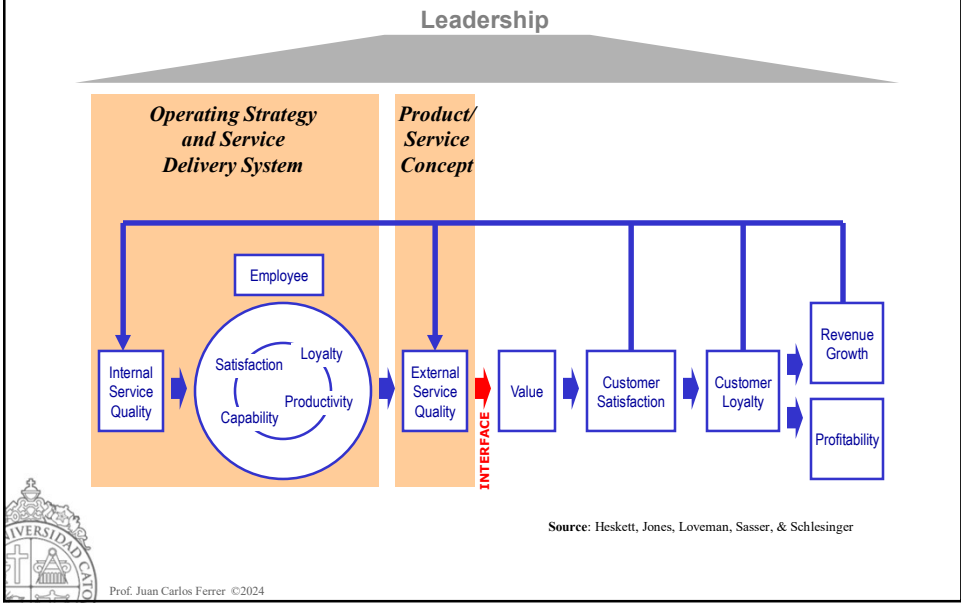 Leadership
Operating Strategy
and Service
Delivery System
Product/
Service
Concept
Employee
Internal
Service
Quality
Satisfaction
Loyalty
Productivity
Capability
External
Service
Quality
INTERFACE
Value
Customer
Satisfaction
Customer
Loyalty
Revenue
Growth
Profitability
Source: Heskett, Jones, Loveman, Sasser, & Schlesinger
IVERSIDAD CATO
Prof. Juan Carlos Ferrer ©2024